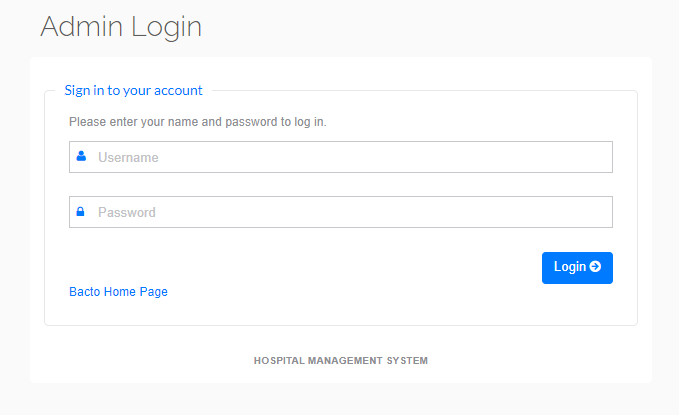 Admin Login
Sign in to your account
Please enter your name and password to log in.
Username
Password
Login
Bacto Home Page
HOSPITAL MANAGEMENT SYSTEM